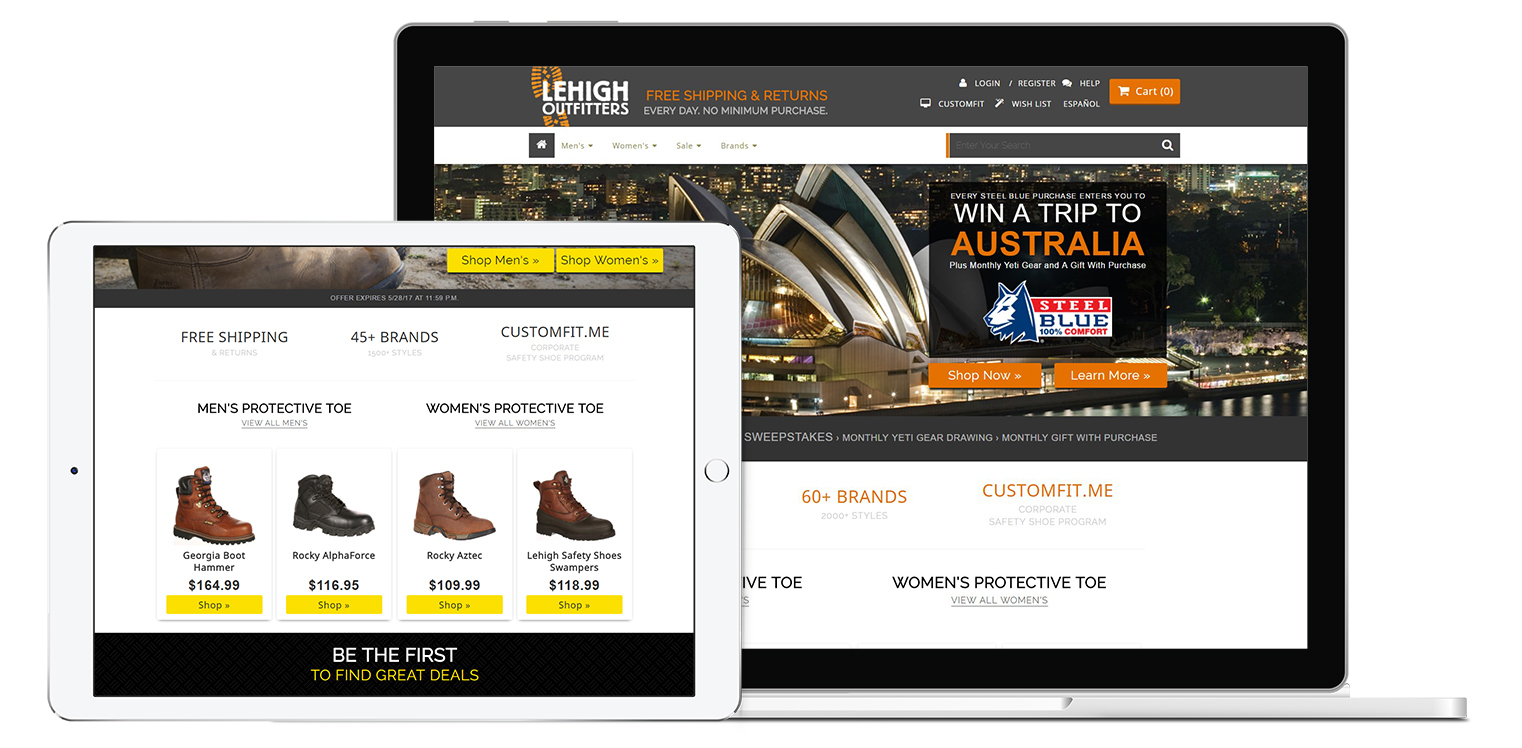 LEHIGH
OUTFITTERS
FREE SHIPPING & RETURNS
EVERY DAY. NO MINIMUM PURCHASE.
LOGIN / REGISTER HELP
CUSTOMFIT WISH LIST ESPAÑOL
Cart (0)
Men's Women's Sale Brands
Enter Your Search
EVERY STEEL BLUE PURCHASE ENTERS YOU TO
WIN A TRIP TO
AUSTRALIA
Plus Monthly Yeti Gear and A Gift With Purchase
STEEL
BLUE
100% COMFORT
Shop Now » Learn More »
SWEEPSTAKES › MONTHLY YETI GEAR DRAWING › MONTHLY GIFT WITH PURCHASE
60+ BRANDS
2000+ STYLES
CUSTOMFIT.ME
CORPORATE
SAFETY SHOE PROGRAM
IVE TOE
'S
WOMEN'S PROTECTIVE TOE
VIEW ALL WOMEN'S
Shop Men's » Shop Women's »
OFFER EXPIRES 5/28/17 AT 11:59 P.M.
FREE SHIPPING
& RETURNS
45+ BRANDS
1500+ STYLES
CUSTOMFIT.ME
CORPORATE
SAFETY SHOE PROGRAM
MEN'S PROTECTIVE TOE
VIEW ALL MEN'S
WOMEN'S PROTECTIVE TOE
VIEW ALL WOMEN'S
Georgia Boot
Hammer
$164.99
Shop »
Rocky AlphaForce
$116.95
Shop »
Rocky Aztec
$109.99
Shop »
Lehigh Safety Shoes
Swampers
$118.99
Shop »
BE THE FIRST
TO FIND GREAT DEALS